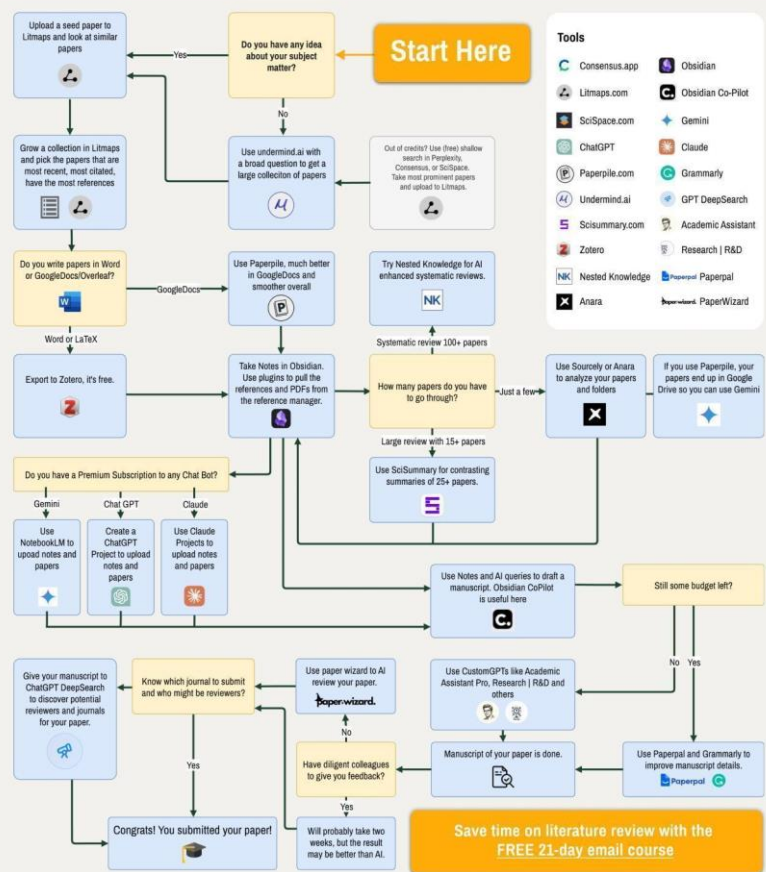 Start Here
Do you have any idea
about your subject
matter?
Yes
No
Upload a seed paper to
Litmaps and look at similar
papers
Grow a collection in Litmaps
and pick the papers that are
most recent, most cited,
have the most references
Use undermind.ai with
a broad question to get a
large colleciton of papers
Out of credits? Use (free) shallow
search in Perplexity,
Consensus, or SciSpace.
Take most prominent papers
and upload to Litmaps.
Tools
Consensus.app
Obsidian
Litmaps.com
Obsidian Co-Pilot
SciSpace.com
Gemini
ChatGPT
Claude
Paperpile.com
Grammarly
Undermind.ai
GPT DeepSearch
Scisummary.com
Academic Assistant
Zotero
Research | R&D
NK
Nested Knowledge
Paperpal
Paperpal
Anara
Paperwizard.
PaperWizard
Do you write papers in Word
or GoogleDocs/Overleaf?
GoogleDocs
Word or LaTeX
Use Paperpile, much better
in GoogleDocs and
smoother overall
Export to Zotero, it's free.
Take Notes in Obsidian.
Use plugins to pull the
references and PDFs from
the reference manager.
Try Nested Knowledge for AI
enhanced systematic reviews.
NK
Systematic review 100+ papers
How many papers do you have
to go through?
Just a few
Large review with 15+ papers
Use SciSummary for contrasting
summaries of 25+ papers.
Use Sourcely or Anara
to analyze your papers
and folders
If you use Paperpile, your
papers end up in Google
Drive so you can use Gemini
Do you have a Premium Subscription to any Chat Bot?
Gemini
Chat GPT
Claude
Use
NotebookLM to
upoad notes and
papers
Create a
ChatGPT
Project to upload
notes and
papers
Use Claude
Projects to
upload notes
and papers
Use Notes and AI queries to draft a
manuscript. Obsidian CoPilot
is useful here
Still some budget left?
No
Yes
Use CustomGPTs like Academic
Assistant Pro, Research | R&D and
others
Use Paperpal and Grammarly to
improve manuscript details.
Paperpal
Manuscript of your paper is done.
Have diligent colleagues
to give you feedback?
No
Yes
Use paper wizard to AI
review your paper.
Paperwizard.
Will probably take two
weeks, but the result
may be better than AI.
Know which journal to submit
and who might be reviewers?
Yes
Give your manuscript to
ChatGPT DeepSearch
to discover potential
reviewers and journals
for your paper.
Congrats! You submitted your paper!
Save time on literature review with the
FREE 21-day email course